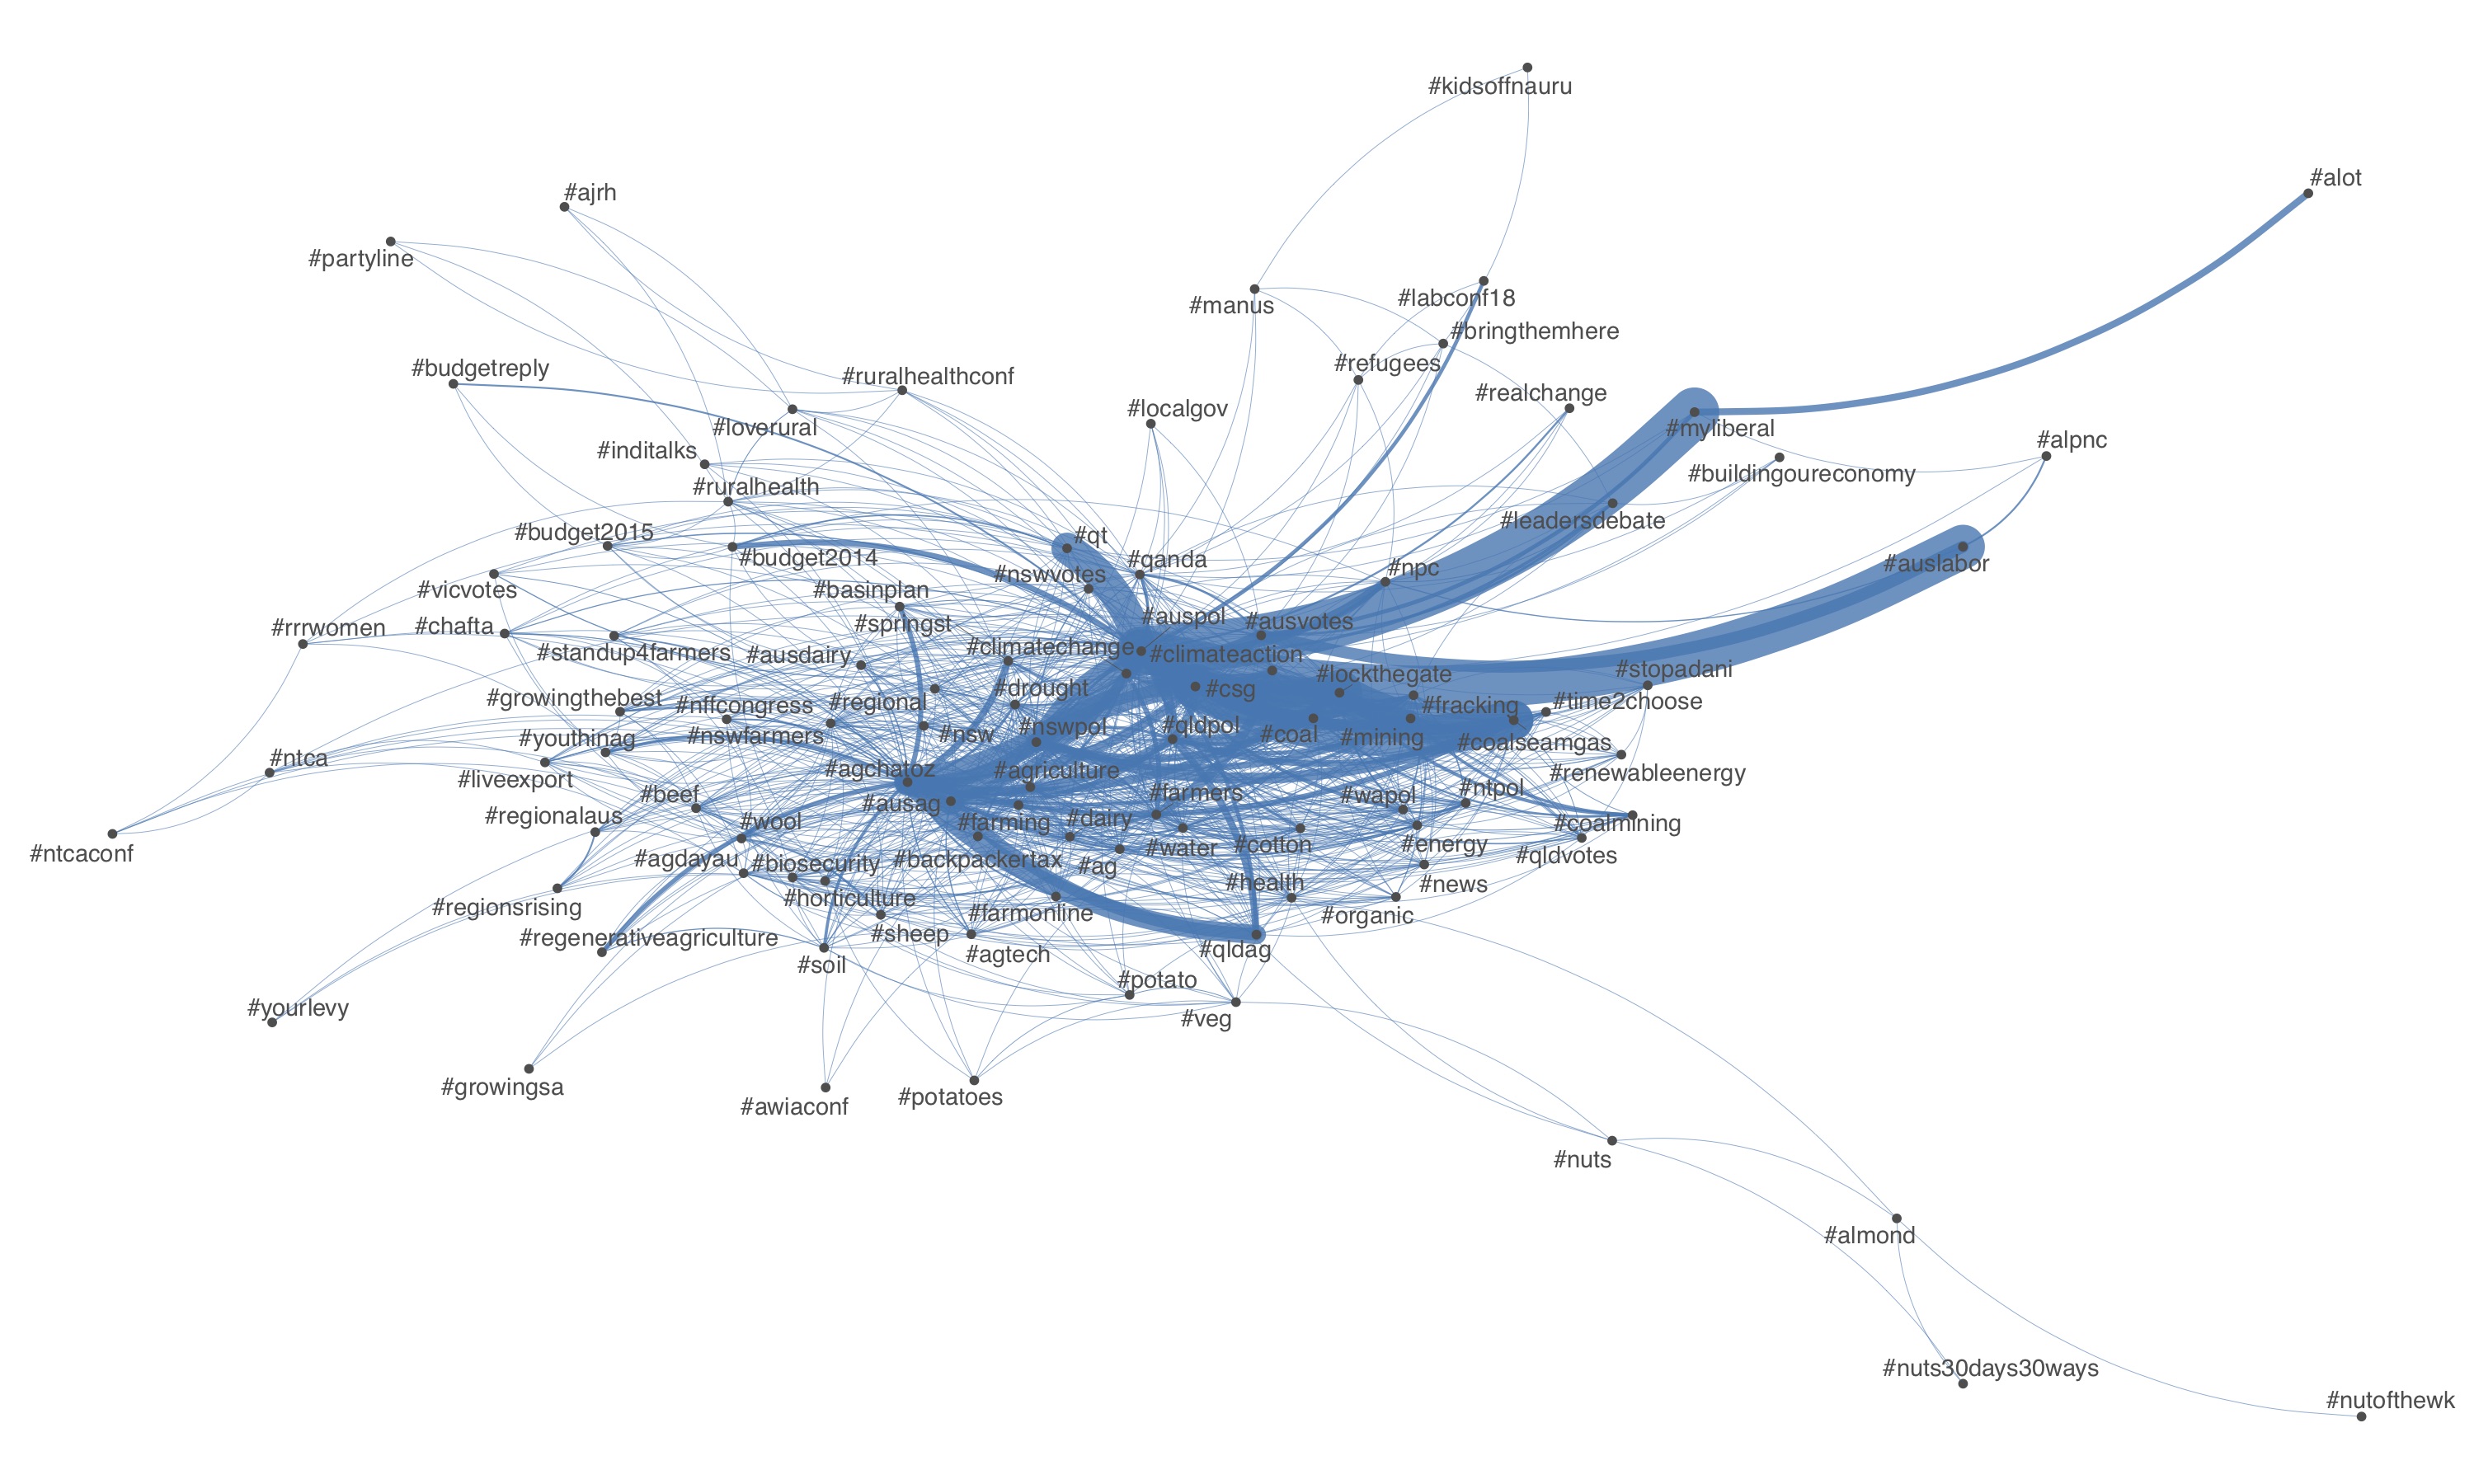 #kidsoffnauru
#alot
#ajrh
#partyline
#manus
#labconf18
#bringthemhere
#refugees
#budgetreply
#ruralhealthconf
#realchange
#localgov
#loverural
#myliberal
#alpnc
#inditalks
#buildingoureconomy
#ruralhealth
#leadersdebate
#budget2015
#qt
#budget2014
#qanda
#auslabor
#nswvotes
#npc
#vicvotes
#basinplan
#auspol
#ausvotes
#rrrwomen
#chafta
#springst
#standup4farmers
#ausdairy
#climatechange
#climateaction
#stopadani
#lockthegate
#drought
#csg
#growingthebest
#nffcongress
#regional
#fracking
#time2choose
#youthinag
#nswfarmers
#nsw
#nswpol
#qldpol
#coal
#mining
#coalseamgas
#ntca
#liveexport
#agchatoz
#agriculture
#renewableenergy
#beef
#ausag
#farmers
#wapol
#ntpol
#regionalaus
#wool
#farming
#dairy
#coalmining
#ntcaconf
#agdayau
#biosecurity
#backpackertax
#ag
#water
#cotton
#energy
#qldvotes
#regionsrising
#horticulture
#farmonline
#health
#news
#organic
#regenerativeagriculture
#sheep
#agtech
#qldag
#soil
#potato
#yourlevy
#veg
#growingsa
#awiaconf
#potatoes
#nuts
#almond
#nuts30days30ways
#nutofthewk